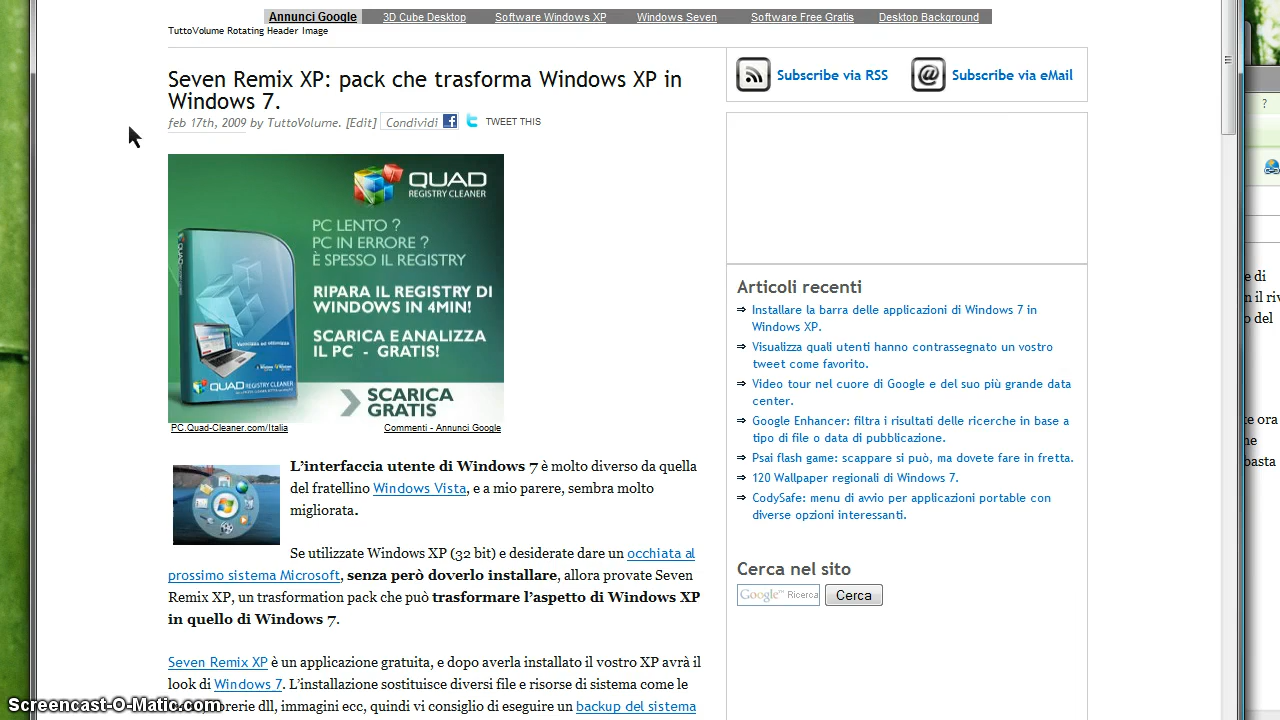 Annunci Google 3D Cube Desktop Software Windows XP Windows Seven Software Free Gratis Desktop Background
TuttoVolume Rotating Header Image
Seven Remix XP: pack che trasforma Windows XP in
Windows 7.
feb 17th, 2009 by TuttoVolume. [Edit] Condividi TWEET THIS
QUAD
REGISTRY CLEANER
PC LENTO ?
PC IN ERRORE ?
È SPESSO IL REGISTRY
RIPARA IL REGISTRY DI
WINDOWS IN 4MIN!
SCARICA E ANALIZZA
IL PC - GRATIS!
QUAD REGISTRY CLEANER
SCARICA
GRATIS
PC.Quad-Cleaner.com/Italia Commenti - Annunci Google
L'interfaccia utente di Windows 7 è molto diverso da quella
del fratellino Windows Vista, e a mio parere, sembra molto
migliorata.
Se utilizzate Windows XP (32 bit) e desiderate dare un occhiata al
prossimo sistema Microsoft, senza però doverlo installare, allora provate Seven
Remix XP, un trasformation pack che può trasformare l'aspetto di Windows XP
in quello di Windows 7.
Seven Remix XP è un applicazione gratuita, e dopo averla installato il vostro XP avrà il
look di Windows 7. L'installazione sostituisce diversi file e risorse di sistema come le
dll, immagini ecc, quindi vi consiglio di eseguire un backup del sistema
Subscribe via RSS Subscribe via eMail
Articoli recenti
Installare la barra delle applicazioni di Windows 7 in
Windows XP.
Visualizza quali utenti hanno contrassegnato un vostro
tweet come favorito.
Video tour nel cuore di Google e del suo più grande data
center.
Google Enhancer: filtra i risultati delle ricerche in base a
tipo di file o data di pubblicazione.
Psai flash game: scappare si può, ma dovete fare in fretta.
120 Wallpaper regionali di Windows 7.
CodySafe: menu di avvio per applicazioni portable con
diverse opzioni interessanti.
Cerca nel sito
Google™ Ricerca Cerca
?
e di
n il riv
o del
ora
basta
Screencast-O-Matic.com